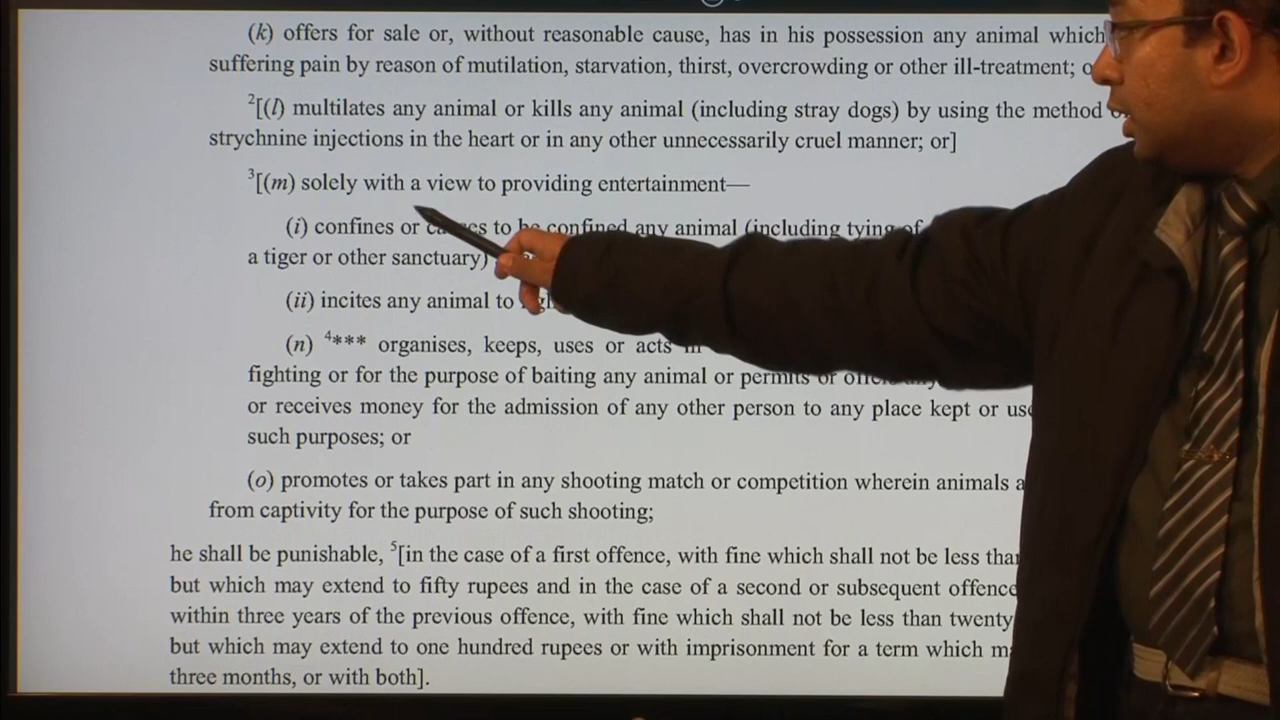 (k) offers for sale or, without reasonable cause, has in his possession any animal which
suffering pain by reason of mutilation, starvation, thirst, overcrowding or other ill-treatment;
2[(l) multilates any animal or kills any animal (including stray dogs) by using the method
strychnine injections in the heart or in any other unnecessarily cruel manner; or]
3[(m) solely with a view to providing entertainment—
(i) confines or to be confined any animal (including tying of
a tiger or other sanctuary)
(ii) incites any animal to
(n) 4*** organises, keeps, uses or acts
fighting or for the purpose of baiting any animal or permits or
or receives money for the admission of any other person to any place kept or
such purposes; or
(o) promotes or takes part in any shooting match or competition wherein animals
from captivity for the purpose of such shooting;
he shall be punishable, 5[in the case of a first offence, with fine which shall not be less
but which may extend to fifty rupees and in the case of a second or subsequent offence
within three years of the previous offence, with fine which shall not be less than twenty
but which may extend to one hundred rupees or with imprisonment for a term which
three months, or with both].